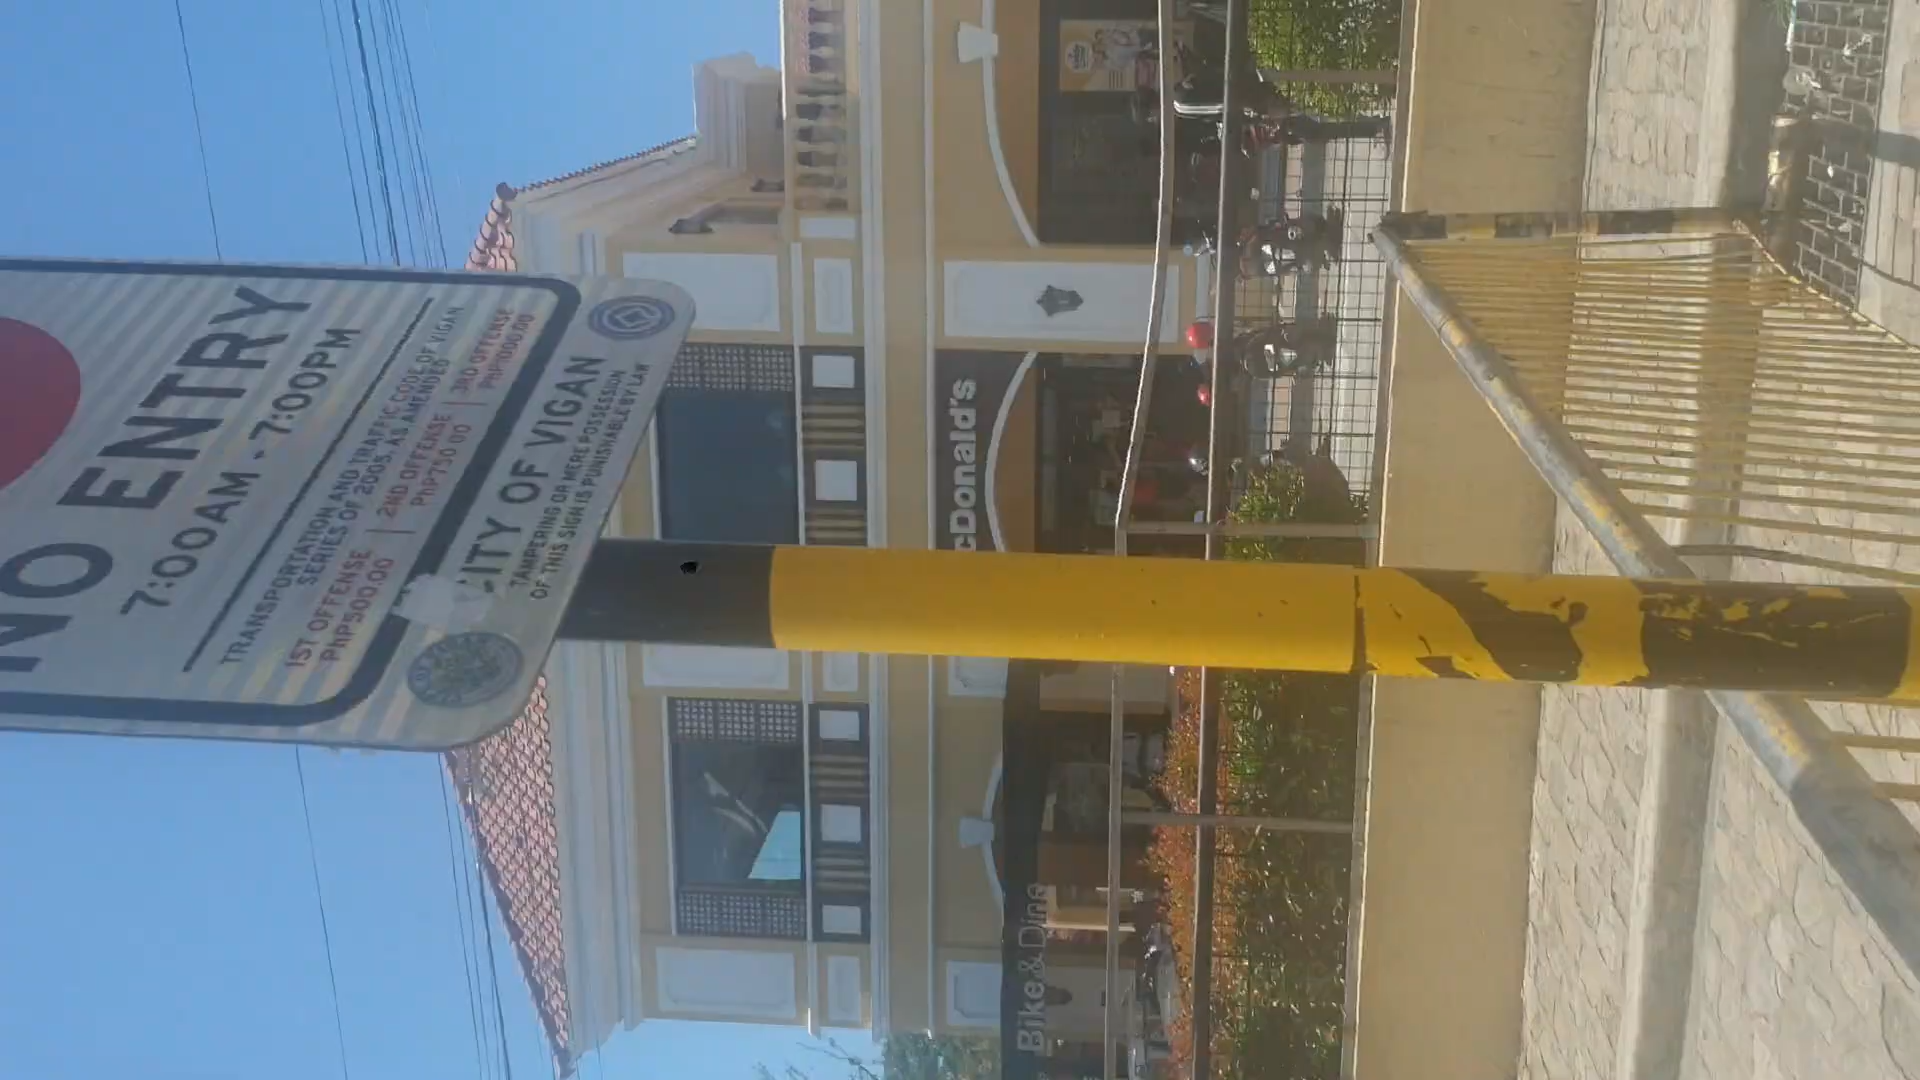 NO ENTRY
7:00AM - 7:00PM
TRANSPORTATION AND TRAFFIC CODE OF VIGAN
SERIES OF 2005, AS AMENDED
1ST OFFENSE
PhP500.00
2ND OFFENSE
PhP750.00
3RD OFFENSE
PhP1000.00
CITY OF VIGAN
TAMPERING OR MERE POSSESSION
OF THIS SIGN IS PUNISHABLE BY LAW
cDonald's
Bike & Dine